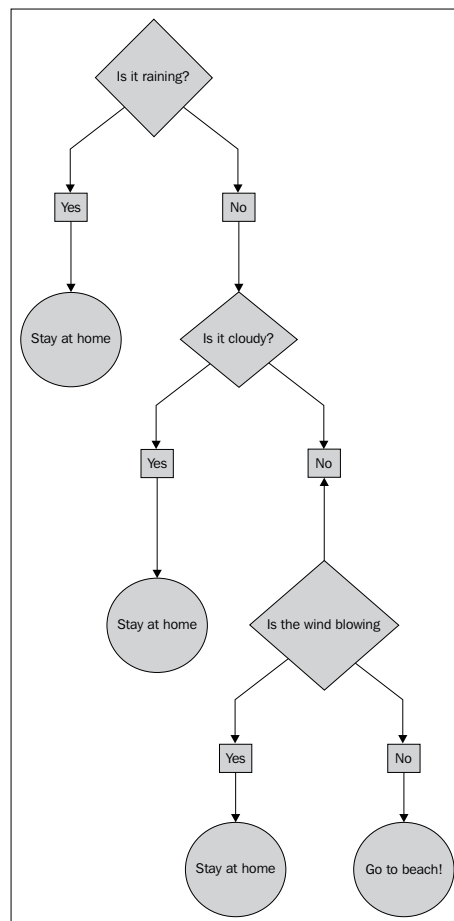 Is it raining?
Yes
No
Stay at home
Is it cloudy?
Yes
No
Stay at home
Is the wind blowing
Yes
No
Stay at home
Go to beach!